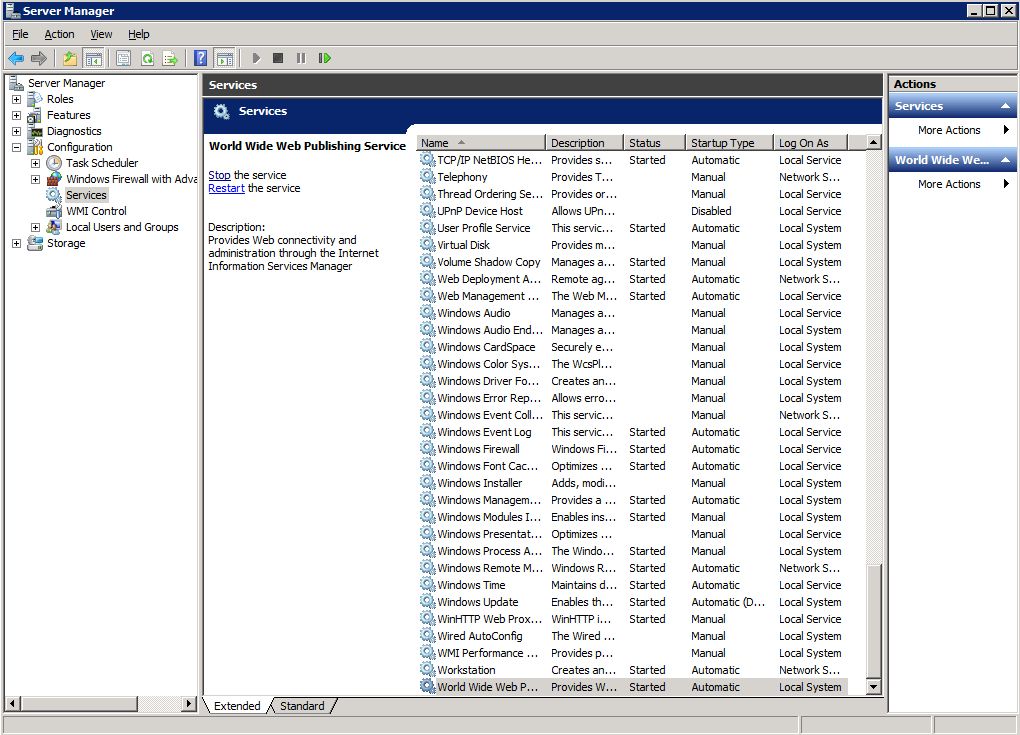 Server Manager
File Action View Help
Server Manager
Roles
Features
Diagnostics
Configuration
Task Scheduler
Windows Firewall with Adva
Services
WMI Control
Local Users and Groups
Storage
Services
Services
World Wide Web Publishing Service
Stop the service
Restart the service
Description:
Provides Web connectivity and
administration through the Internet
Information Services Manager
Name Description Status Startup Type Log On As
TCP/IP NetBIOS He... Provides s... Started Automatic Local Service
Telephony Provides T... Manual Network S...
Thread Ordering Se... Provides or... Manual Local Service
UPnP Device Host Allows UPn... Disabled Local Service
User Profile Service This servic... Started Automatic Local System
Virtual Disk Provides m... Manual Local System
Volume Shadow Copy Manages a... Started Manual Local System
Web Deployment A... Remote ag... Started Automatic Network S...
Web Management ... The Web M... Started Automatic Local Service
Windows Audio Manages a... Manual Local Service
Windows Audio End... Manages a... Manual Local System
Windows CardSpace Securely e... Manual Local System
Windows Color Sys... The WcsPl... Manual Local Service
Windows Driver Fo... Creates an... Manual Local System
Windows Error Rep... Allows erro... Manual Local System
Windows Event Coll... This servic... Manual Network S...
Windows Event Log This servic... Started Automatic Local Service
Windows Firewall Windows Fi... Started Automatic Local Service
Windows Font Cac... Optimizes ... Started Automatic Local Service
Windows Installer Adds, modi... Manual Local System
Windows Managem... Provides a ... Started Automatic Local System
Windows Modules I... Enables ins... Started Manual Local System
Windows Presentat... Optimizes ... Manual Local Service
Windows Process A... The Windo... Started Manual Local System
Windows Remote M... Windows R... Started Automatic Network S...
Windows Time Maintains d... Started Automatic Local Service
Windows Update Enables th... Started Automatic (D... Local System
WinHTTP Web Prox... WinHTTP i... Started Manual Local Service
Wired AutoConfig The Wired ... Manual Local System
WMI Performance ... Provides p... Manual Local System
Workstation Creates an... Started Automatic Network S...
World Wide Web P... Provides W... Started Automatic Local System
Extended Standard
Actions
Services
More Actions
World Wide We...
More Actions